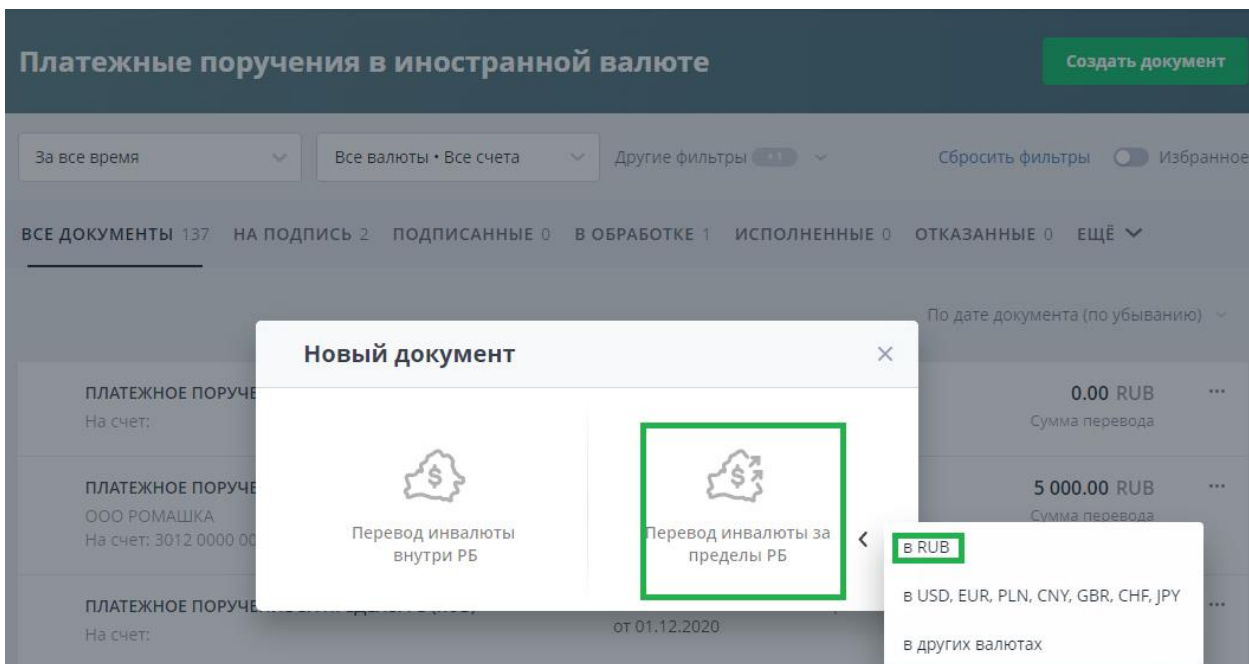 Платежные поручения в иностранной валюте
Создать документ
За все время
Все валюты • Все счета
Другие фильтры
Сбросить фильтры
Избранное
ВСЕ ДОКУМЕНТЫ 137 НА ПОДПИСЬ 2 ПОДПИСАННЫЕ 0 В ОБРАБОТКЕ 1 ИСПОЛНЕННЫЕ 0 ОТКАЗАННЫЕ 0 ЕЩЁ
По дате документа (по убыванию)
Новый документ
ПЛАТЕЖНОЕ ПОРУЧЕ
0.00 RUB
На счет:
Сумма перевода
ПЛАТЕЖНОЕ ПОРУЧЕ
5 000.00 RUB
ООО РОМАШКА
Сумма перевода
На счет: 3012 0000 00
Перевод инвалюты
внутри РБ
Перевод инвалюты за
пределы РБ
в RUB
в USD, EUR, PLN, CNY, GBR, CHF, JPY
в других валютах
ПЛАТЕЖНОЕ ПОРУЧ
На счет:
от 01.12.2020